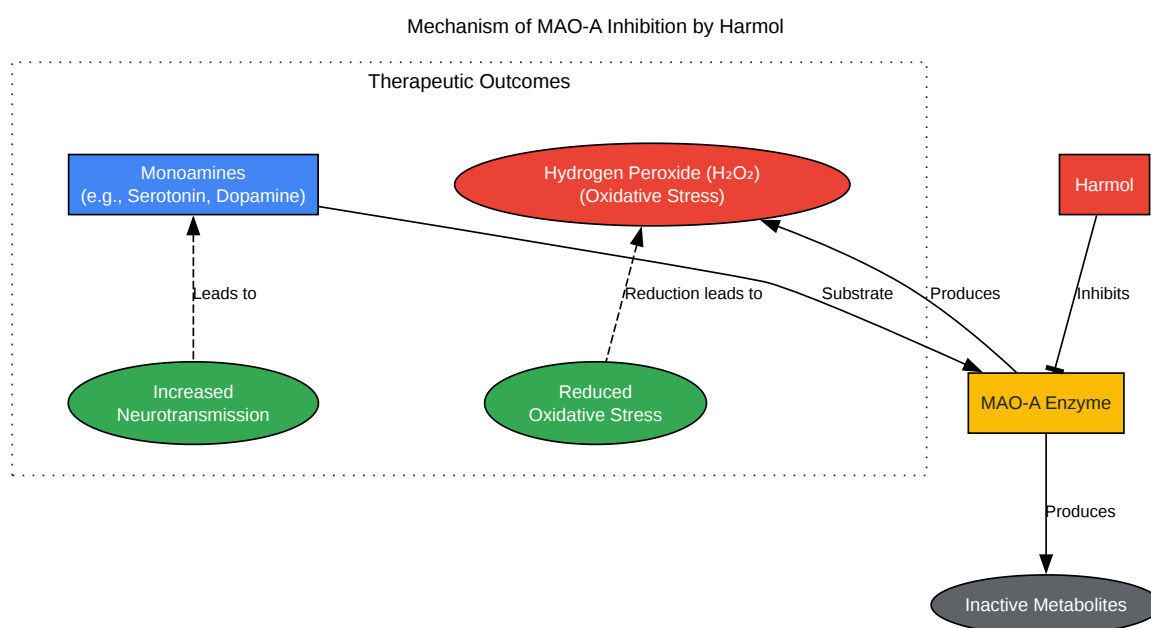 Mechanism of MAO-A Inhibition by Harmol
Therapeutic Outcomes
Monoamines
(e.g., Serotonin, Dopamine)
Hydrogen Peroxide (H₂O₂)
(Oxidative Stress)
Harmol
Leads to
Reduction leads to
Substrate
Produces
Inhibits
Increased
Neurotransmission
Reduced
Oxidative Stress
MAO-A Enzyme
Produces
Inactive Metabolites